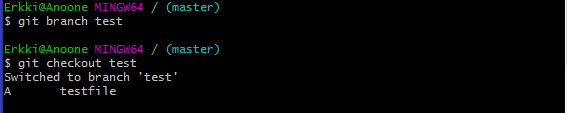 Erkki@Anoone MINGW64 / (master)
$ git branch test
Erkki@Anoone MINGW64 / (master)
$ git checkout test
Switched to branch 'test'
A       testfile